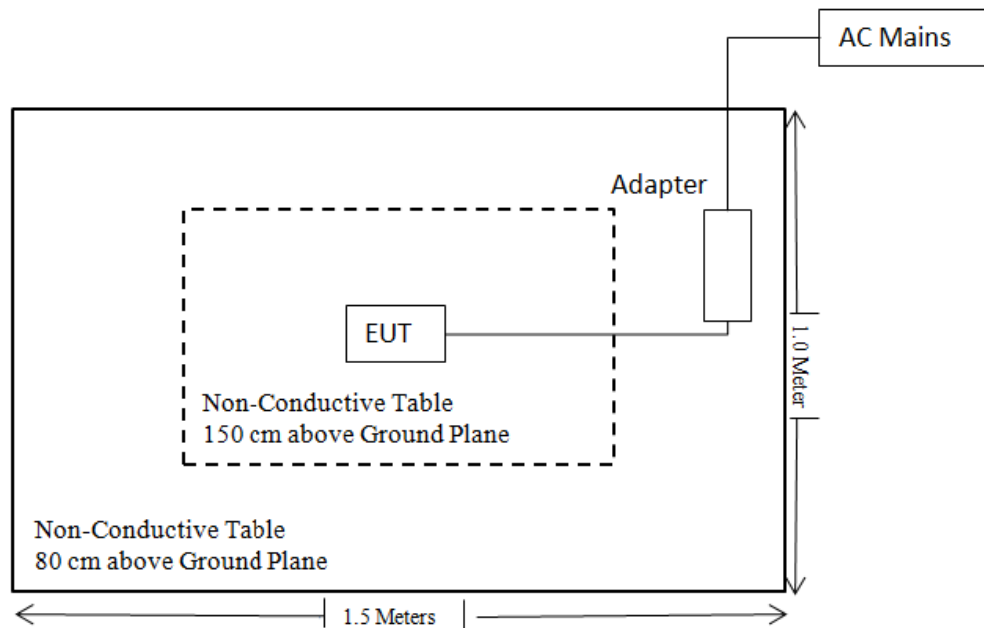 AC Mains
Adapter
EUT
1.0 Meter
Non-Conductive Table
150 cm above Ground Plane
Non-Conductive Table
80 cm above Ground Plane
1.5 Meters